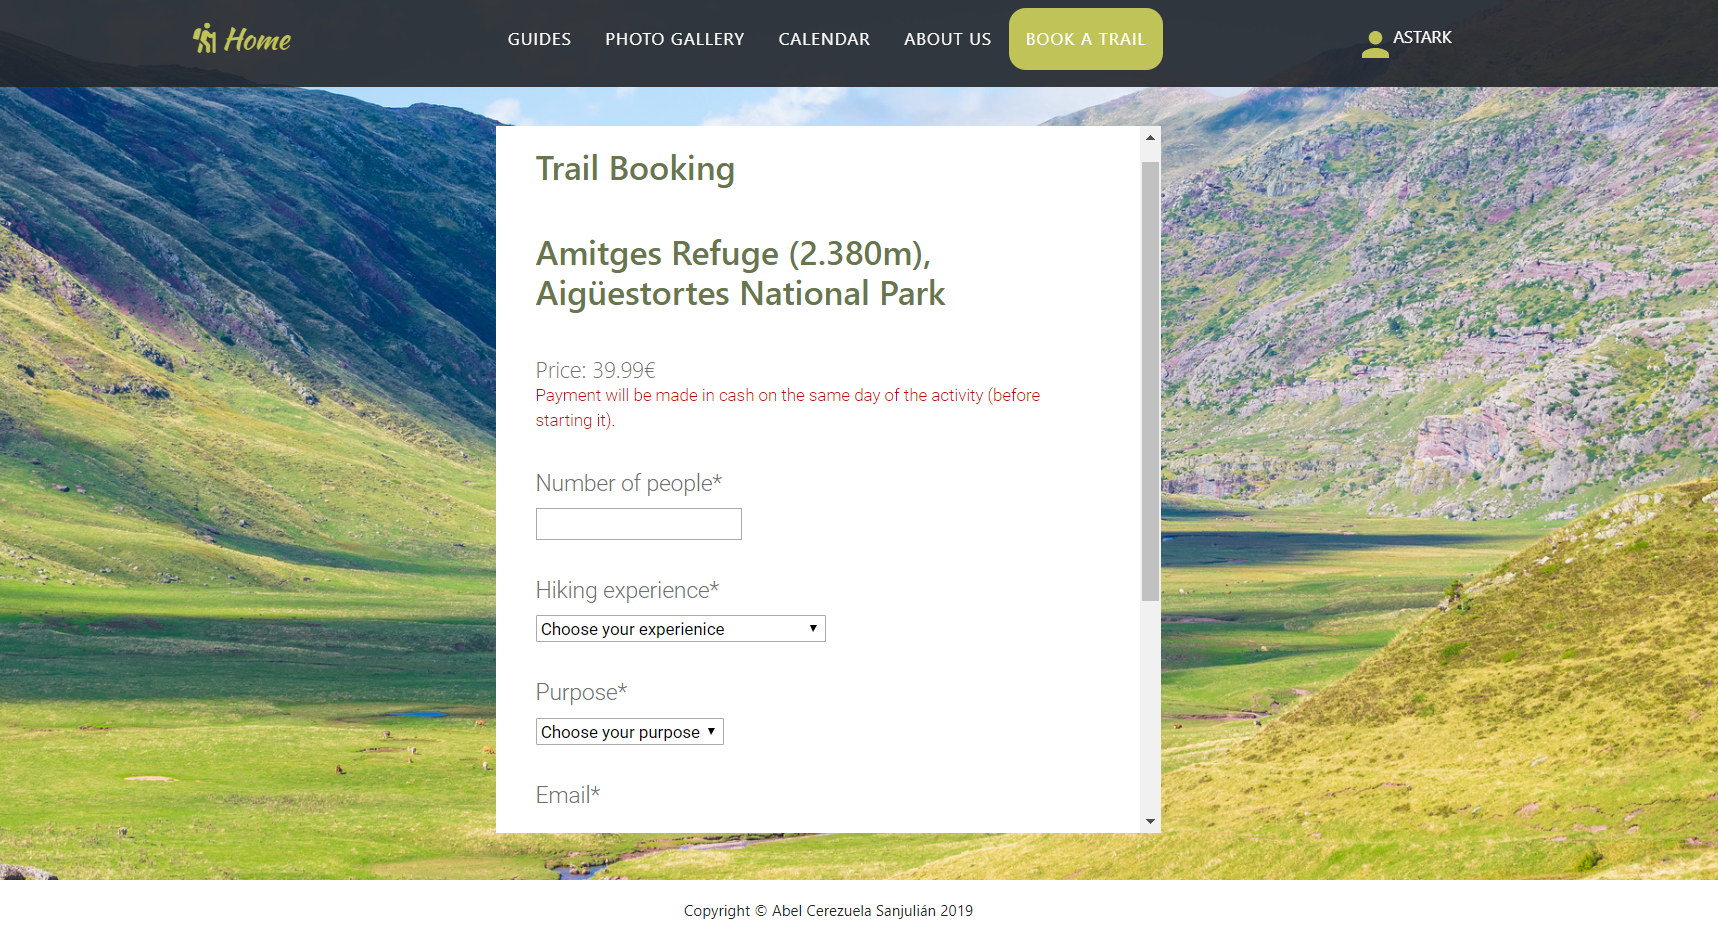 Home
GUIDES
PHOTO GALLERY
CALENDAR
ABOUT US
BOOK A TRAIL
ASTARK
Trail Booking
Amitges Refuge (2.380m),
Aigüestortes National Park
Price: 39.99€
Payment will be made in cash on the same day of the activity (before
starting it).
Number of people*
Hiking experience*
Choose your experienice
Purpose*
Choose your purpose
Email*
Copyright © Abel Cerezuela Sanjulián 2019